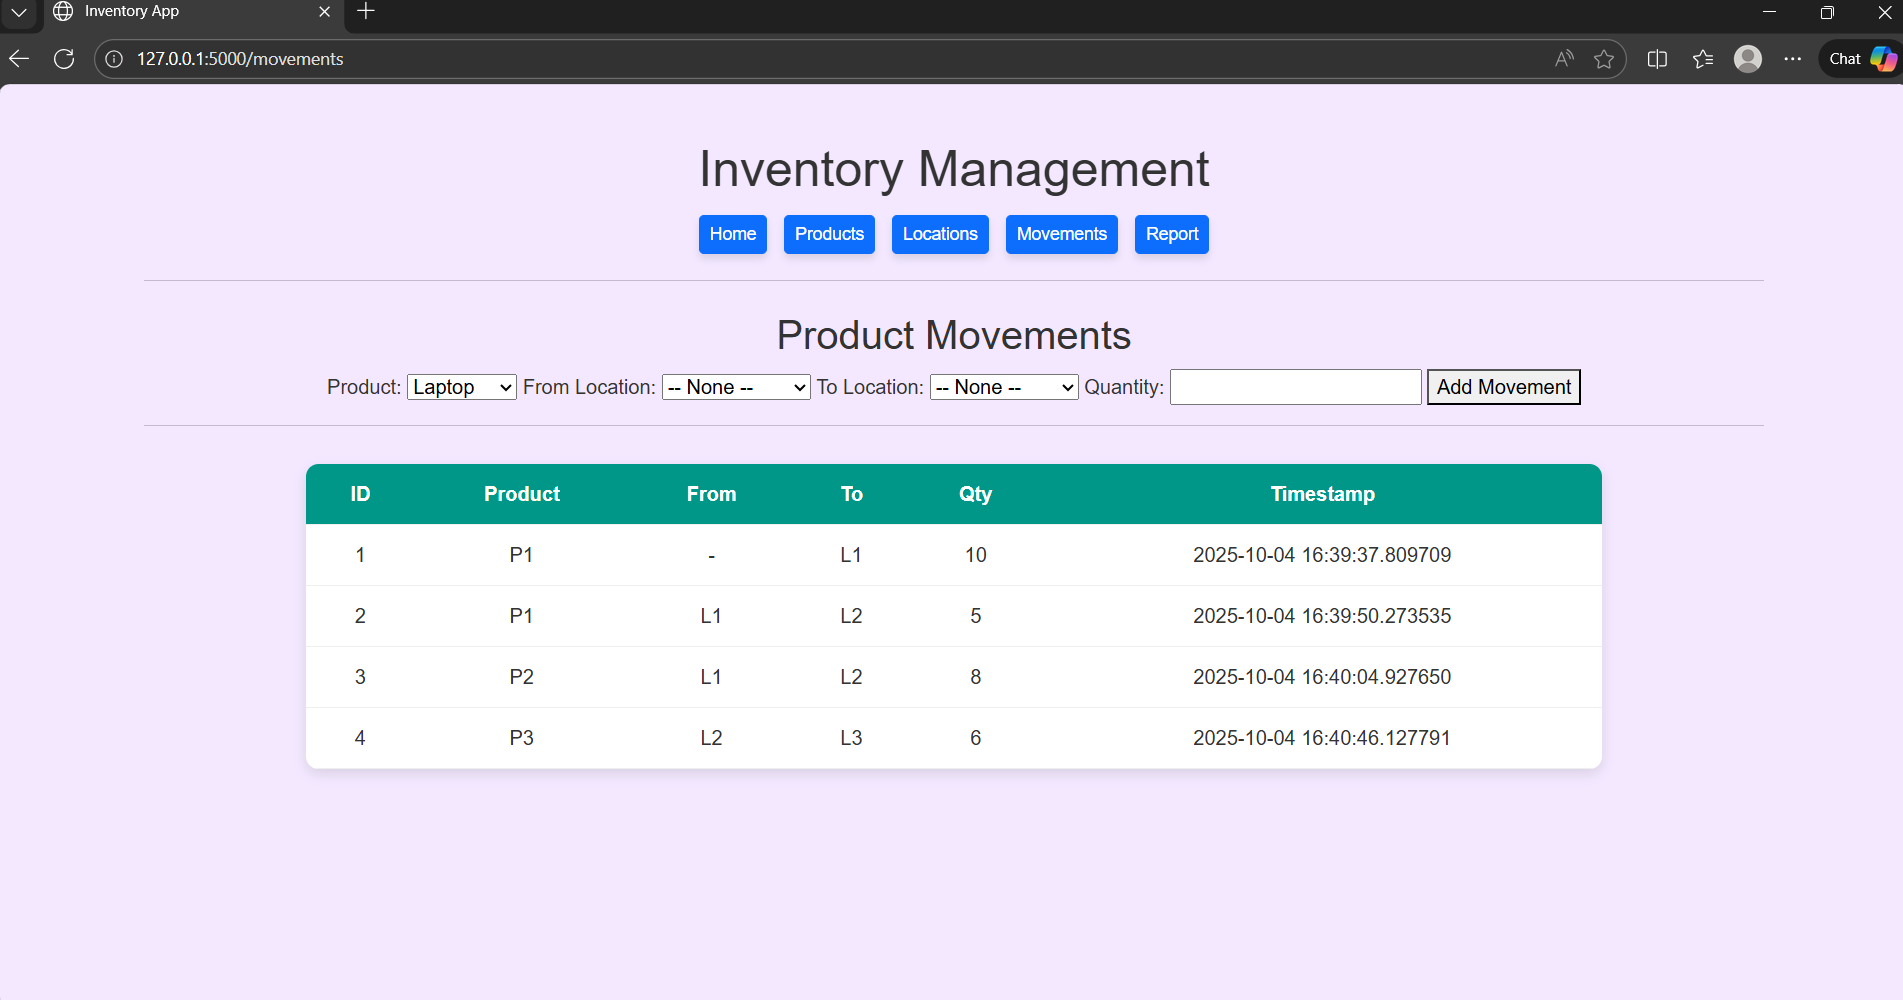 Inventory App
127.0.0.1:5000/movements
Chat
Inventory Management
Home Products Locations Movements Report
Product Movements
Product: Laptop From Location: -- None -- To Location: -- None -- Quantity: Add Movement
ID Product From To Qty Timestamp
1 P1 - L1 10 2025-10-04 16:39:37.809709
2 P1 L1 L2 5 2025-10-04 16:39:50.273535
3 P2 L1 L2 8 2025-10-04 16:40:04.927650
4 P3 L2 L3 6 2025-10-04 16:40:46.127791